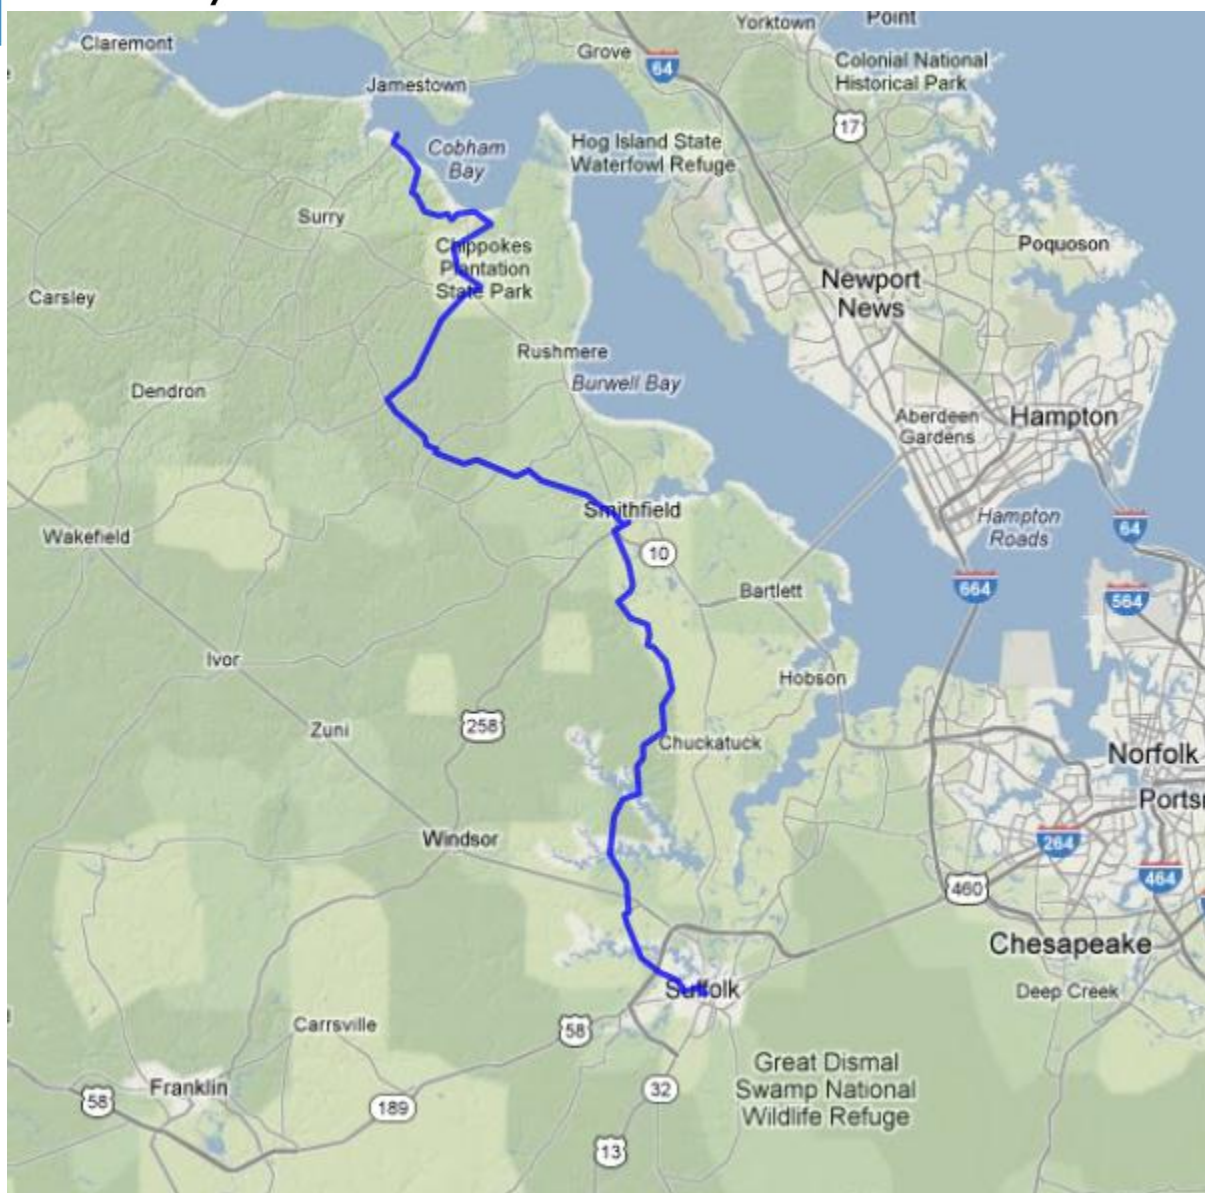 Yorktown
Point
Claremont
Grove
64
Colonial National
Historical Park
Jamestown
17
Cobham
Bay
Hog Island State
Waterfowl Refuge
Surry
Poquoson
Chippokes
Plantation
State Park
Newport
News
Carsley
Rushmere
Burwell Bay
Dendron
Aberdeen
Gardens
Hampton
Smithfield
Hampton
Roads
64
Wakefield
10
Bartlett
664
564
Ivor
Hobson
Zuni
258
Chuckatuck
Norfolk
Ports
Windsor
264
464
460
Chesapeake
Suffolk
Deep Creek
Carrsville
58
Great Dismal
Swamp National
Wildlife Refuge
Franklin
32
58
189
13